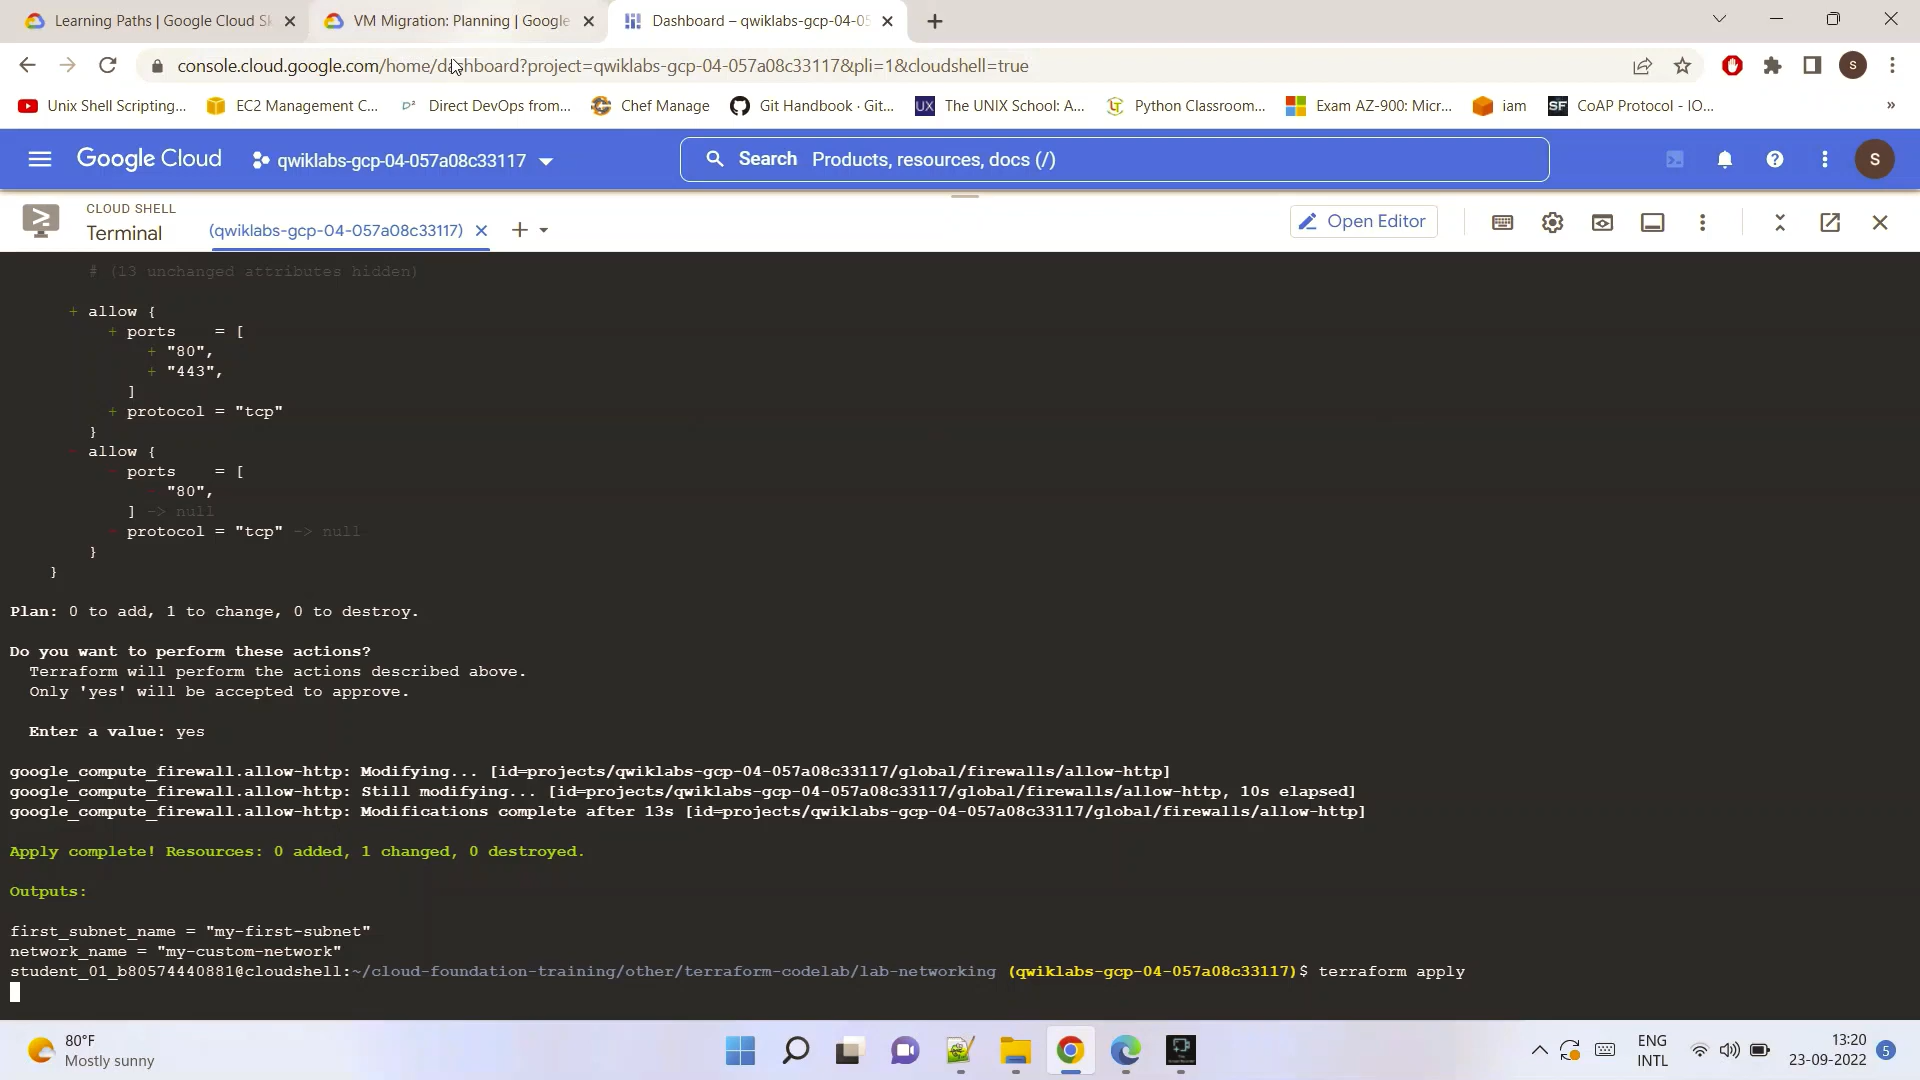 Learning Paths | Google Cloud Sk
VM Migration: Planning | Google
Dashboard – qwiklabs-gcp-04-05
console.cloud.google.com/home/dashboard?project=qwiklabs-gcp-04-057a08c33117&pli=1&cloudshell=true
S
Unix Shell Scripting...
EC2 Management C...
Direct DevOps from...
Chef Manage
Git Handbook · Git...
UX
The UNIX School: A...
Python Classroom...
Exam AZ-900: Micr...
iam
SF
CoAP Protocol - IO...
»
Google Cloud
qwiklabs-gcp-04-057a08c33117
Search Products, resources, docs (/)
S
CLOUD SHELL
Terminal
(qwiklabs-gcp-04-057a08c33117)
Open Editor
# (13 unchanged attributes hidden)
+ allow {
+ ports    = [
+ "80",
+ "443",
]
+ protocol = "tcp"
}
- allow {
- ports    = [
- "80",
] -> null
- protocol = "tcp" -> null
}
}
Plan: 0 to add, 1 to change, 0 to destroy.
Do you want to perform these actions?
Terraform will perform the actions described above.
Only 'yes' will be accepted to approve.
Enter a value: yes
google_compute_firewall.allow-http: Modifying... [id=projects/qwiklabs-gcp-04-057a08c33117/global/firewalls/allow-http]
google_compute_firewall.allow-http: Still modifying... [id=projects/qwiklabs-gcp-04-057a08c33117/global/firewalls/allow-http, 10s elapsed]
google_compute_firewall.allow-http: Modifications complete after 13s [id=projects/qwiklabs-gcp-04-057a08c33117/global/firewalls/allow-http]
Apply complete! Resources: 0 added, 1 changed, 0 destroyed.
Outputs:
first_subnet_name = "my-first-subnet"
network_name = "my-custom-network"
student_01_b80574440881@cloudshell:~/cloud-foundation-training/other/terraform-codelab/lab-networking (qwiklabs-gcp-04-057a08c33117)$ terraform apply
80°F
Mostly sunny
ENG
INTL
13:20
23-09-2022
5